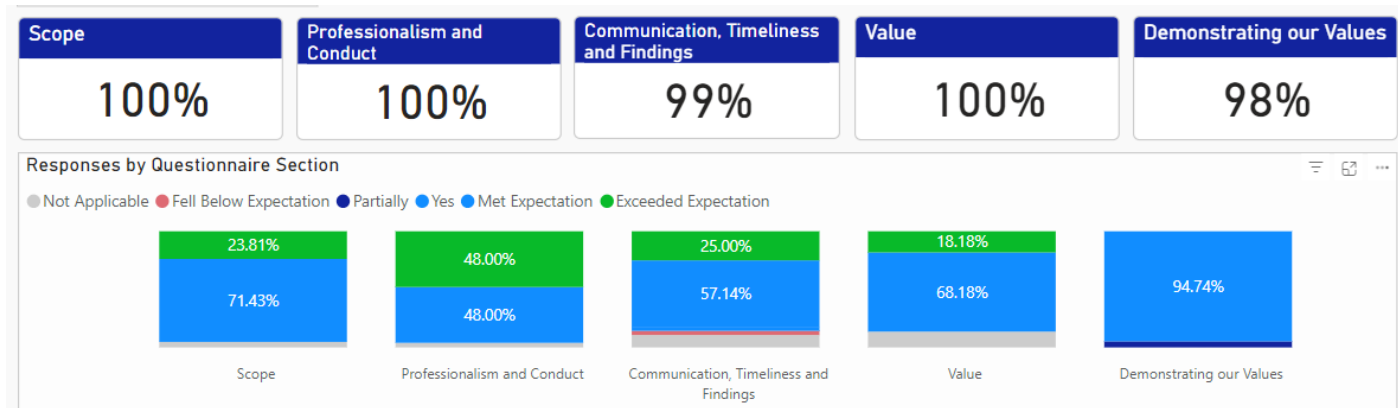 Scope
100%
Professionalism and
Conduct
100%
Communication, Timeliness
and Findings
99%
Value
100%
Demonstrating our Values
98%
Responses by Questionnaire Section
Not Applicable Fell Below Expectation Partially Yes Met Expectation Exceeded Expectation
23.81%
71.43%
Scope
48.00%
48.00%
Professionalism and Conduct
25.00%
57.14%
Communication, Timeliness and
Findings
18.18%
68.18%
Value
94.74%
Demonstrating our Values